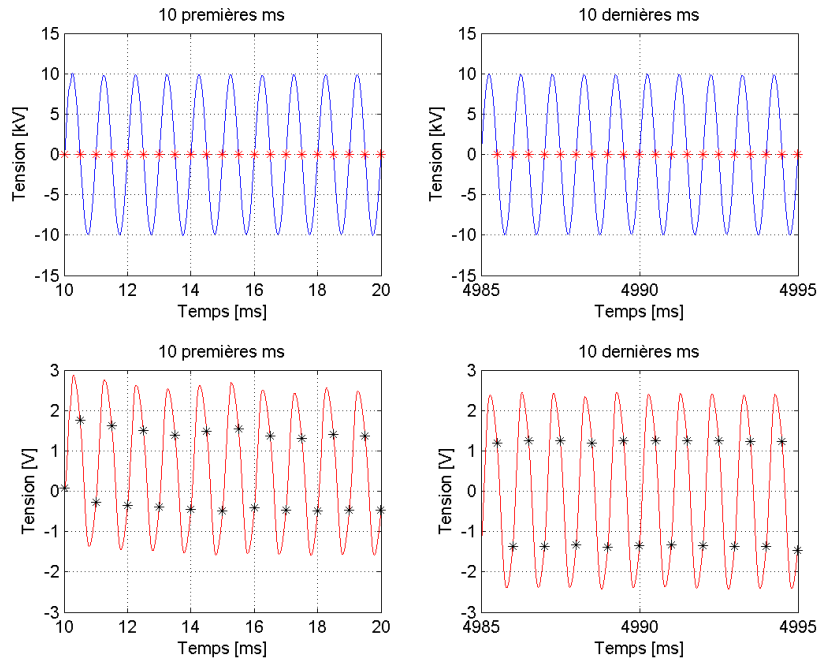 10 premières ms
15
10
5
0
-5
-10
-15
Tension [kV]
10 12 14 16 18 20
Temps [ms]
10 dernières ms
15
10
5
0
-5
-10
-15
Tension [kV]
4985 4990 4995
Temps [ms]
10 premières ms
3
2
1
0
-1
-2
-3
Tension [V]
10 12 14 16 18 20
Temps [ms]
10 dernières ms
3
2
1
0
-1
-2
-3
Tension [V]
4985 4990 4995
Temps [ms]